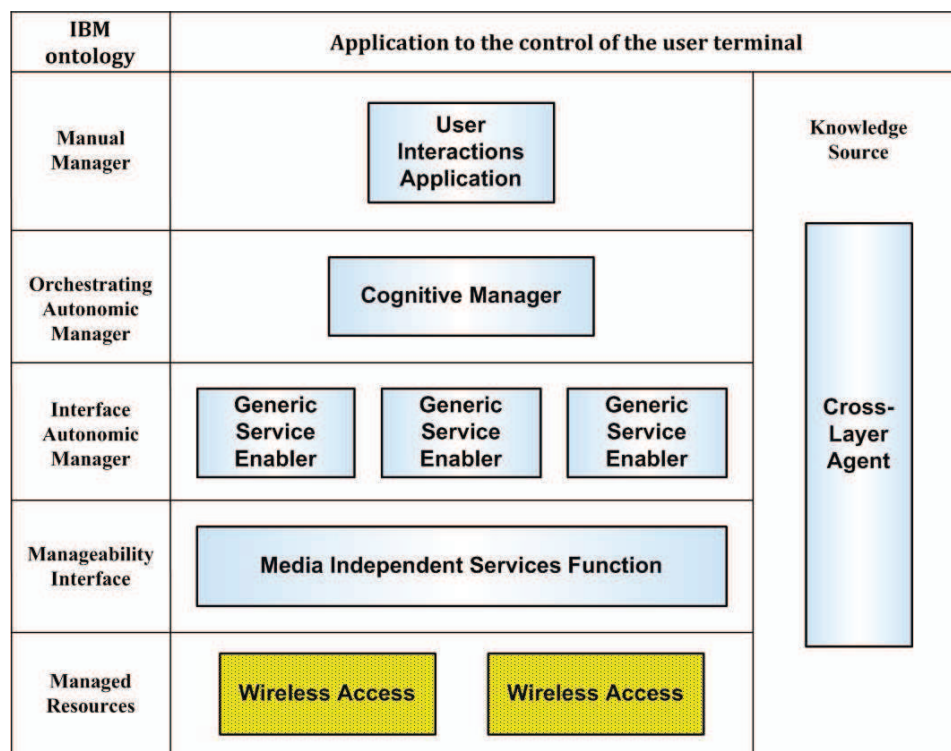 IBM
ontology
Application to the control of the user terminal
Manual
Manager
User
Interactions
Application
Knowledge
Source
Orchestrating
Autonomic
Manager
Cognitive Manager
Interface
Autonomic
Manager
Generic
Service
Enabler
Generic
Service
Enabler
Generic
Service
Enabler
Cross-
Layer
Agent
Manageability
Interface
Media Independent Services Function
Managed
Resources
Wireless Access
Wireless Access